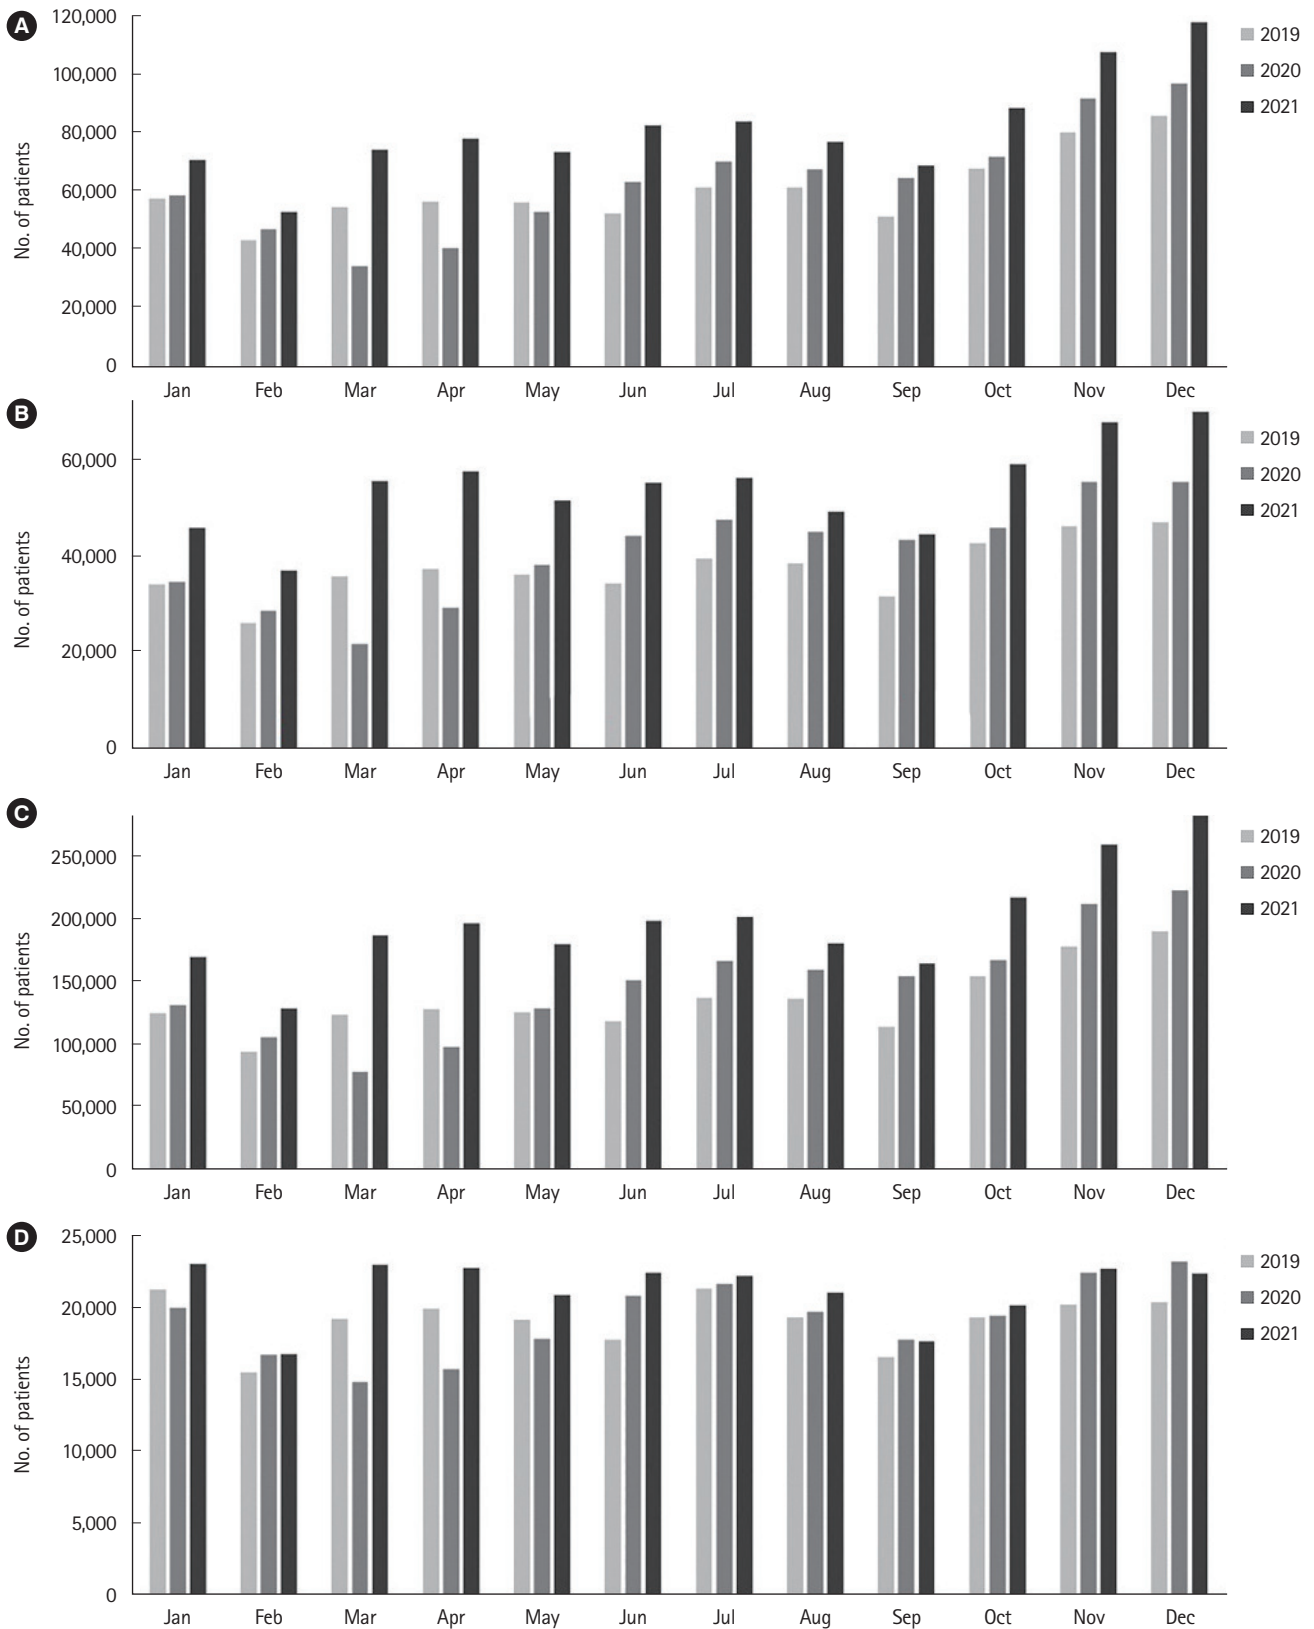 A
120,000
100,000
80,000
60,000
40,000
20,000
0
No. of patients
2019
2020
2021
Jan Feb Mar Apr May Jun Jul Aug Sep Oct Nov Dec
B
60,000
40,000
20,000
0
No. of patients
2019
2020
2021
Jan Feb Mar Apr May Jun Jul Aug Sep Oct Nov Dec
C
250,000
200,000
150,000
100,000
50,000
0
No. of patients
2019
2020
2021
Jan Feb Mar Apr May Jun Jul Aug Sep Oct Nov Dec
D
25,000
20,000
15,000
10,000
5,000
0
No. of patients
2019
2020
2021
Jan Feb Mar Apr May Jun Jul Aug Sep Oct Nov Dec